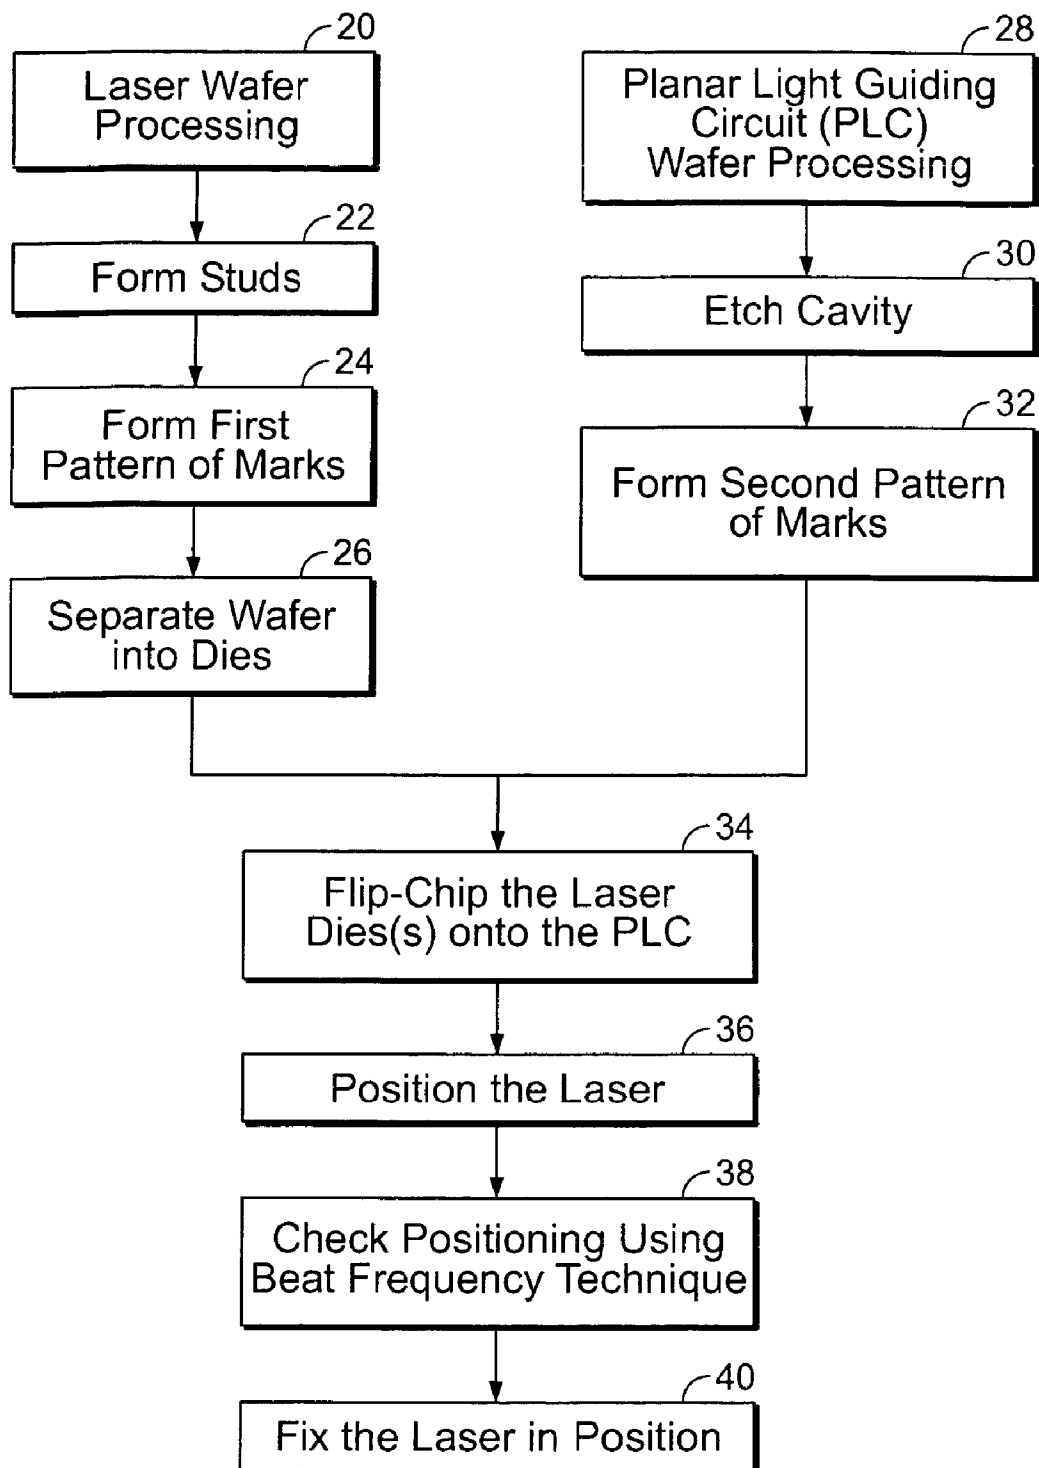 20
Laser Wafer
Processing
22
Form Studs
24
Form First
Pattern of Marks
26
Separate Wafer
into Dies
28
Planar Light Guiding
Circuit (PLC)
Wafer Processing
30
Etch Cavity
32
Form Second Pattern
of Marks
34
Flip-Chip the Laser
Dies(s) onto the PLC
36
Position the Laser
38
Check Positioning Using
Beat Frequency Technique
40
Fix the Laser in Position